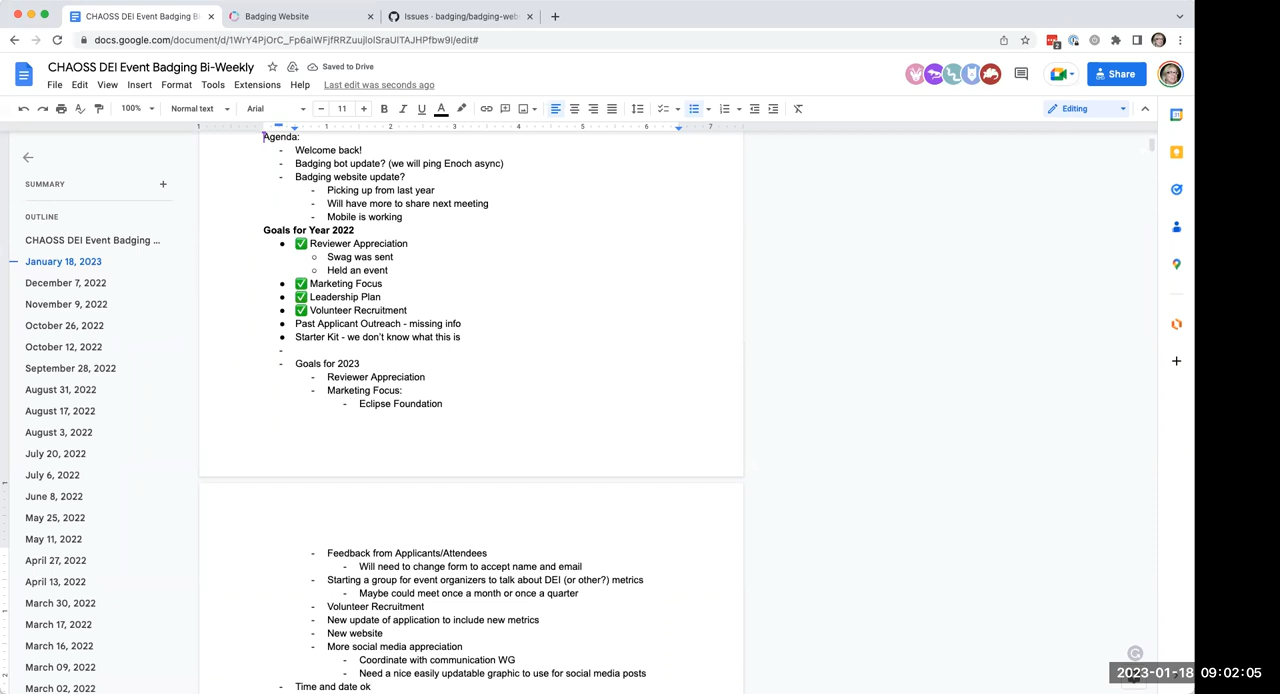 CHAOSS DEI Event Badging Bi
Badging Website
Issues · badging/badging-web
docs.google.com/document/d/1WrY4PjOrC_Fp6aiWFjfRRZuujlolSraUlTAJHPfbw9I/edit#
2
CHAOSS DEI Event Badging Bi-Weekly
Saved to Drive
File Edit View Insert Format Tools Extensions Help Last edit was seconds ago
Share
100% Normal text Arial 11 Editing
1 1 2 3 4 5 6 7
SUMMARY
OUTLINE
CHAOSS DEI Event Badging ...
January 18, 2023
December 7, 2022
November 9, 2022
October 26, 2022
October 12, 2022
September 28, 2022
August 31, 2022
August 17, 2022
August 3, 2022
July 20, 2022
July 6, 2022
June 8, 2022
May 25, 2022
May 11, 2022
April 27, 2022
April 13, 2022
March 30, 2022
March 17, 2022
March 16, 2022
March 09, 2022
March 02, 2022
Agenda:
- Welcome back!
- Badging bot update? (we will ping Enoch async)
- Badging website update?
- Picking up from last year
- Will have more to share next meeting
- Mobile is working
Goals for Year 2022
● ✅ Reviewer Appreciation
○ Swag was sent
○ Held an event
● ✅ Marketing Focus
● ✅ Leadership Plan
● ✅ Volunteer Recruitment
● Past Applicant Outreach - missing info
● Starter Kit - we don't know what this is
-
- Goals for 2023
- Reviewer Appreciation
- Marketing Focus:
- Eclipse Foundation
- Feedback from Applicants/Attendees
- Will need to change form to accept name and email
- Starting a group for event organizers to talk about DEI (or other?) metrics
- Maybe could meet once a month or once a quarter
- Volunteer Recruitment
- New update of application to include new metrics
- New website
- More social media appreciation
- Coordinate with communication WG
- Need a nice easily updatable graphic to use for social media posts
- Time and date ok
2023-01-18 09:02:05